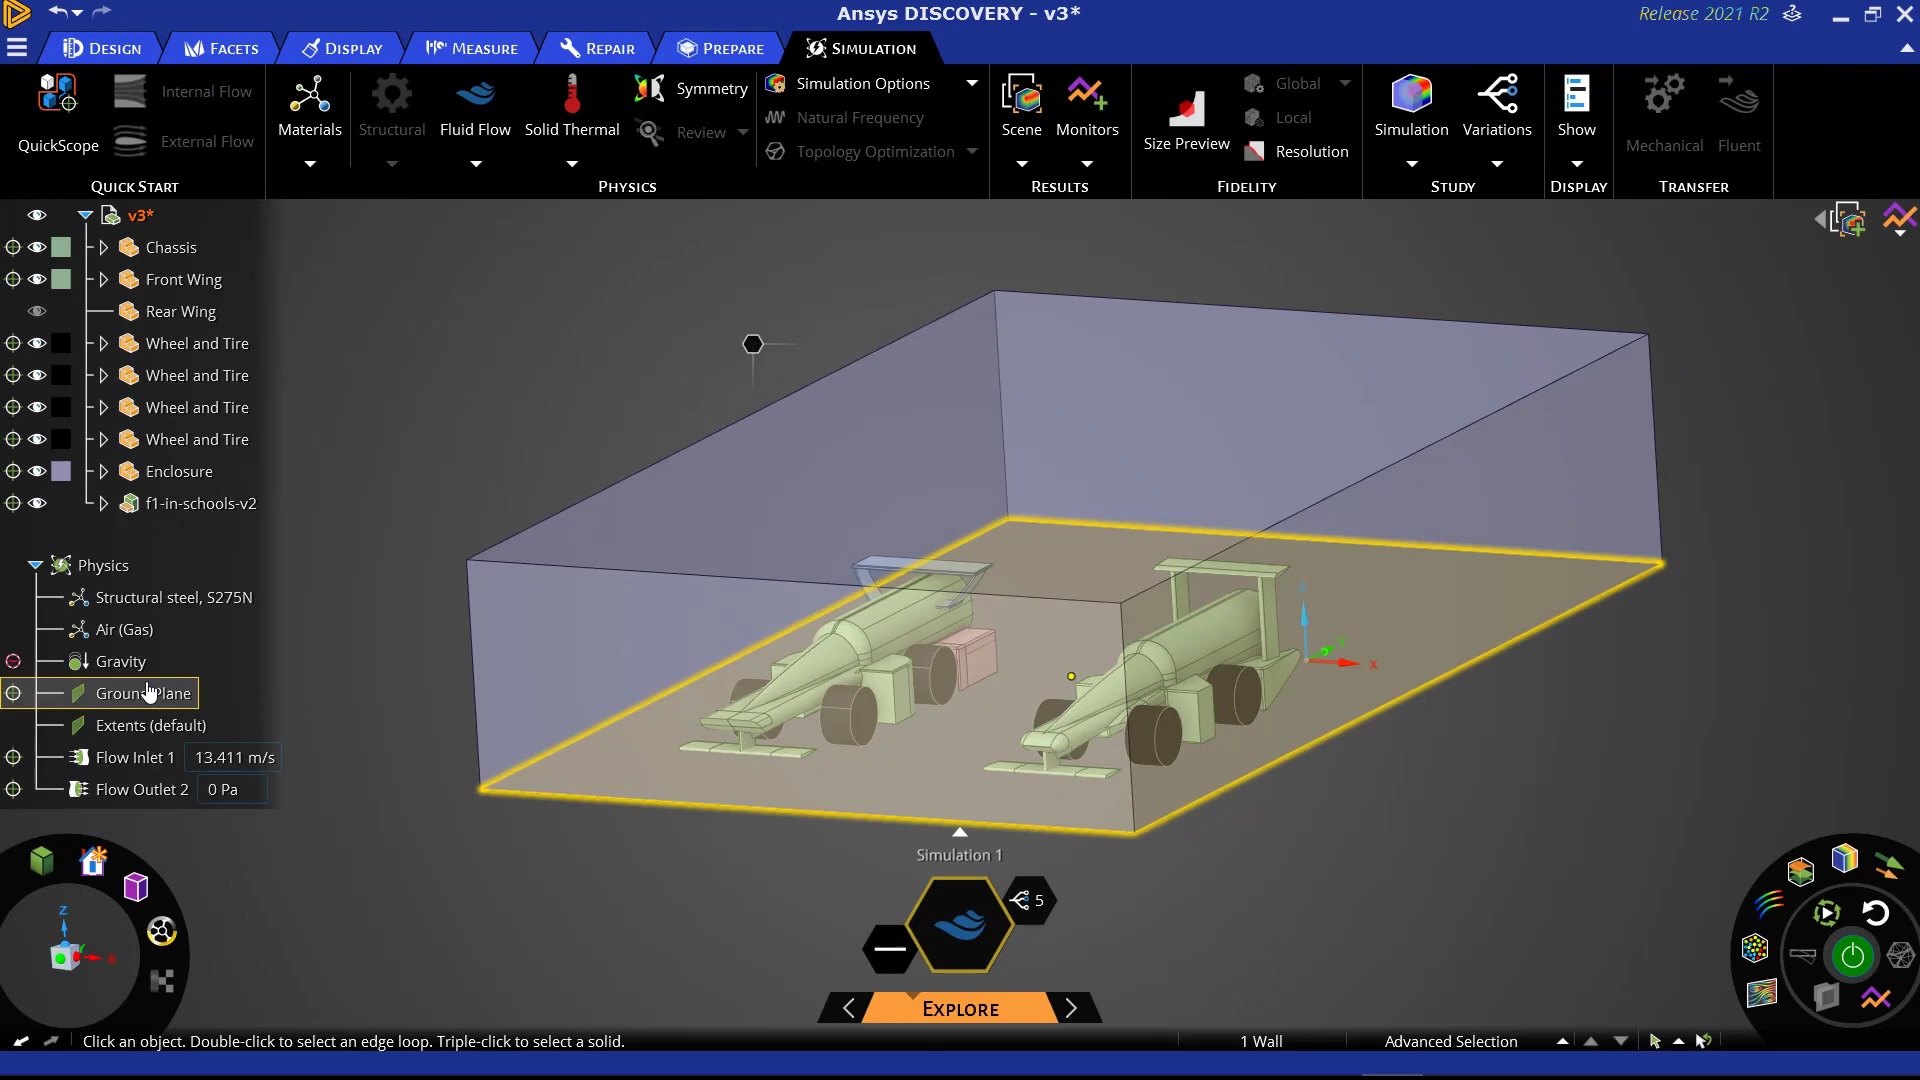 Ansys DISCOVERY - v3*
Release 2021 R2
DESIGN FACETS DISPLAY MEASURE REPAIR PREPARE SIMULATION
QuickScope
Internal Flow
External Flow
QUICK START
Materials
Structural
Fluid Flow
Solid Thermal
Symmetry
Review
PHYSICS
Simulation Options
Natural Frequency
Topology Optimization
Scene
Monitors
RESULTS
Size Preview
Global
Local
Resolution
FIDELITY
Simulation
Variations
STUDY
Show
DISPLAY
Mechanical
Fluent
TRANSFER
v3*
Chassis
Front Wing
Rear Wing
Wheel and Tire
Wheel and Tire
Wheel and Tire
Wheel and Tire
Enclosure
f1-in-schools-v2
Physics
Structural steel, S275N
Air (Gas)
Gravity
Extents (default)
Flow Inlet 1 13.411 m/s
Flow Outlet 2 0 Pa
X
Z
X
Simulation 1
5
EXPLORE
Click an object. Double-click to select an edge loop. Triple-click to select a solid.
1 Wall
Advanced Selection